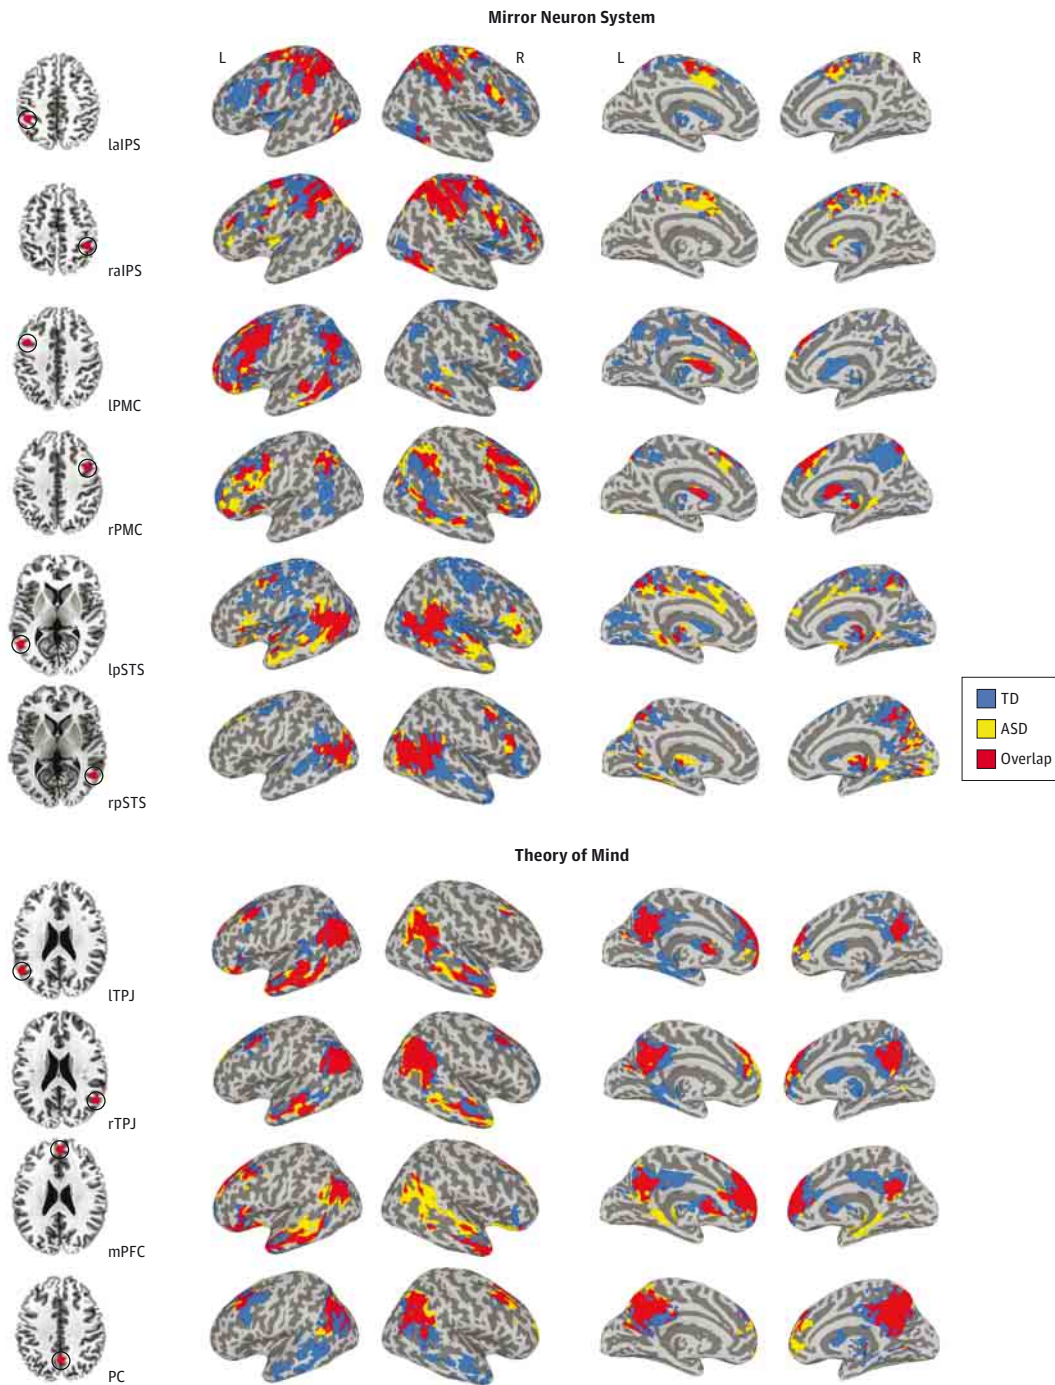 Mirror Neuron System
L
R
L
R
laIPS
raIPS
lPMC
rPMC
lpSTS
rpSTS
TD
ASD
Overlap
Theory of Mind
lTPJ
rTPJ
mPFC
PC